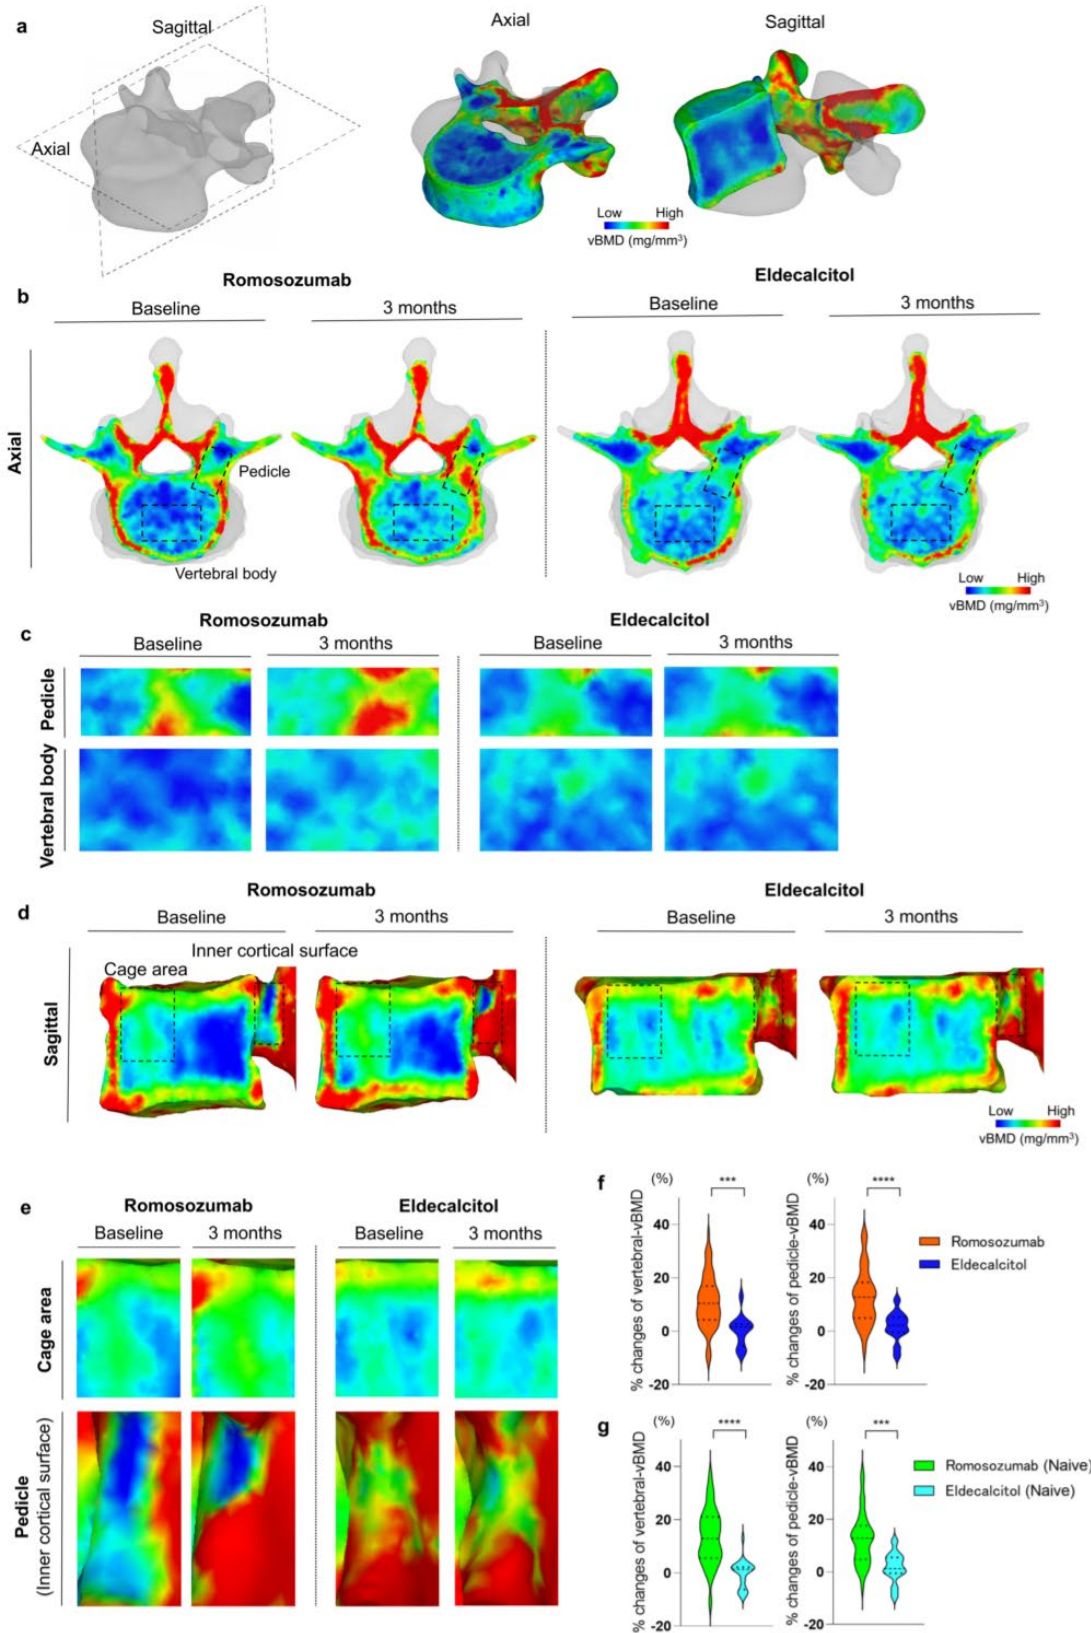 a
Sagittal
Axial
Axial
Sagittal
Low High
vBMD (mg/mm³)
b
Romosozumab
Eldecalcitol
Baseline
3 months
Baseline
3 months
Axial
Pedicle
Vertebral body
Low High
vBMD (mg/mm³)
c
Romosozumab
Eldecalcitol
Baseline
3 months
Baseline
3 months
Pedicle
Vertebral body
d
Romosozumab
Eldecalcitol
Baseline
3 months
Baseline
3 months
Inner cortical surface
Cage area
Sagittal
Low High
vBMD (mg/mm³)
e
Romosozumab
Eldecalcitol
Baseline
3 months
Baseline
3 months
Cage area
Pedicle
(Inner cortical surface)
f
(%)
***
% changes of vertebral-vBMD
40
20
0
-20
(%)
****
% changes of pedicle-vBMD
40
20
0
-20
Romosozumab
Eldecalcitol
g
(%)
****
% changes of vertebral-vBMD
40
20
0
-20
(%)
***
% changes of pedicle-vBMD
40
20
0
-20
Romosozumab (Naive)
Eldecalcitol (Naive)